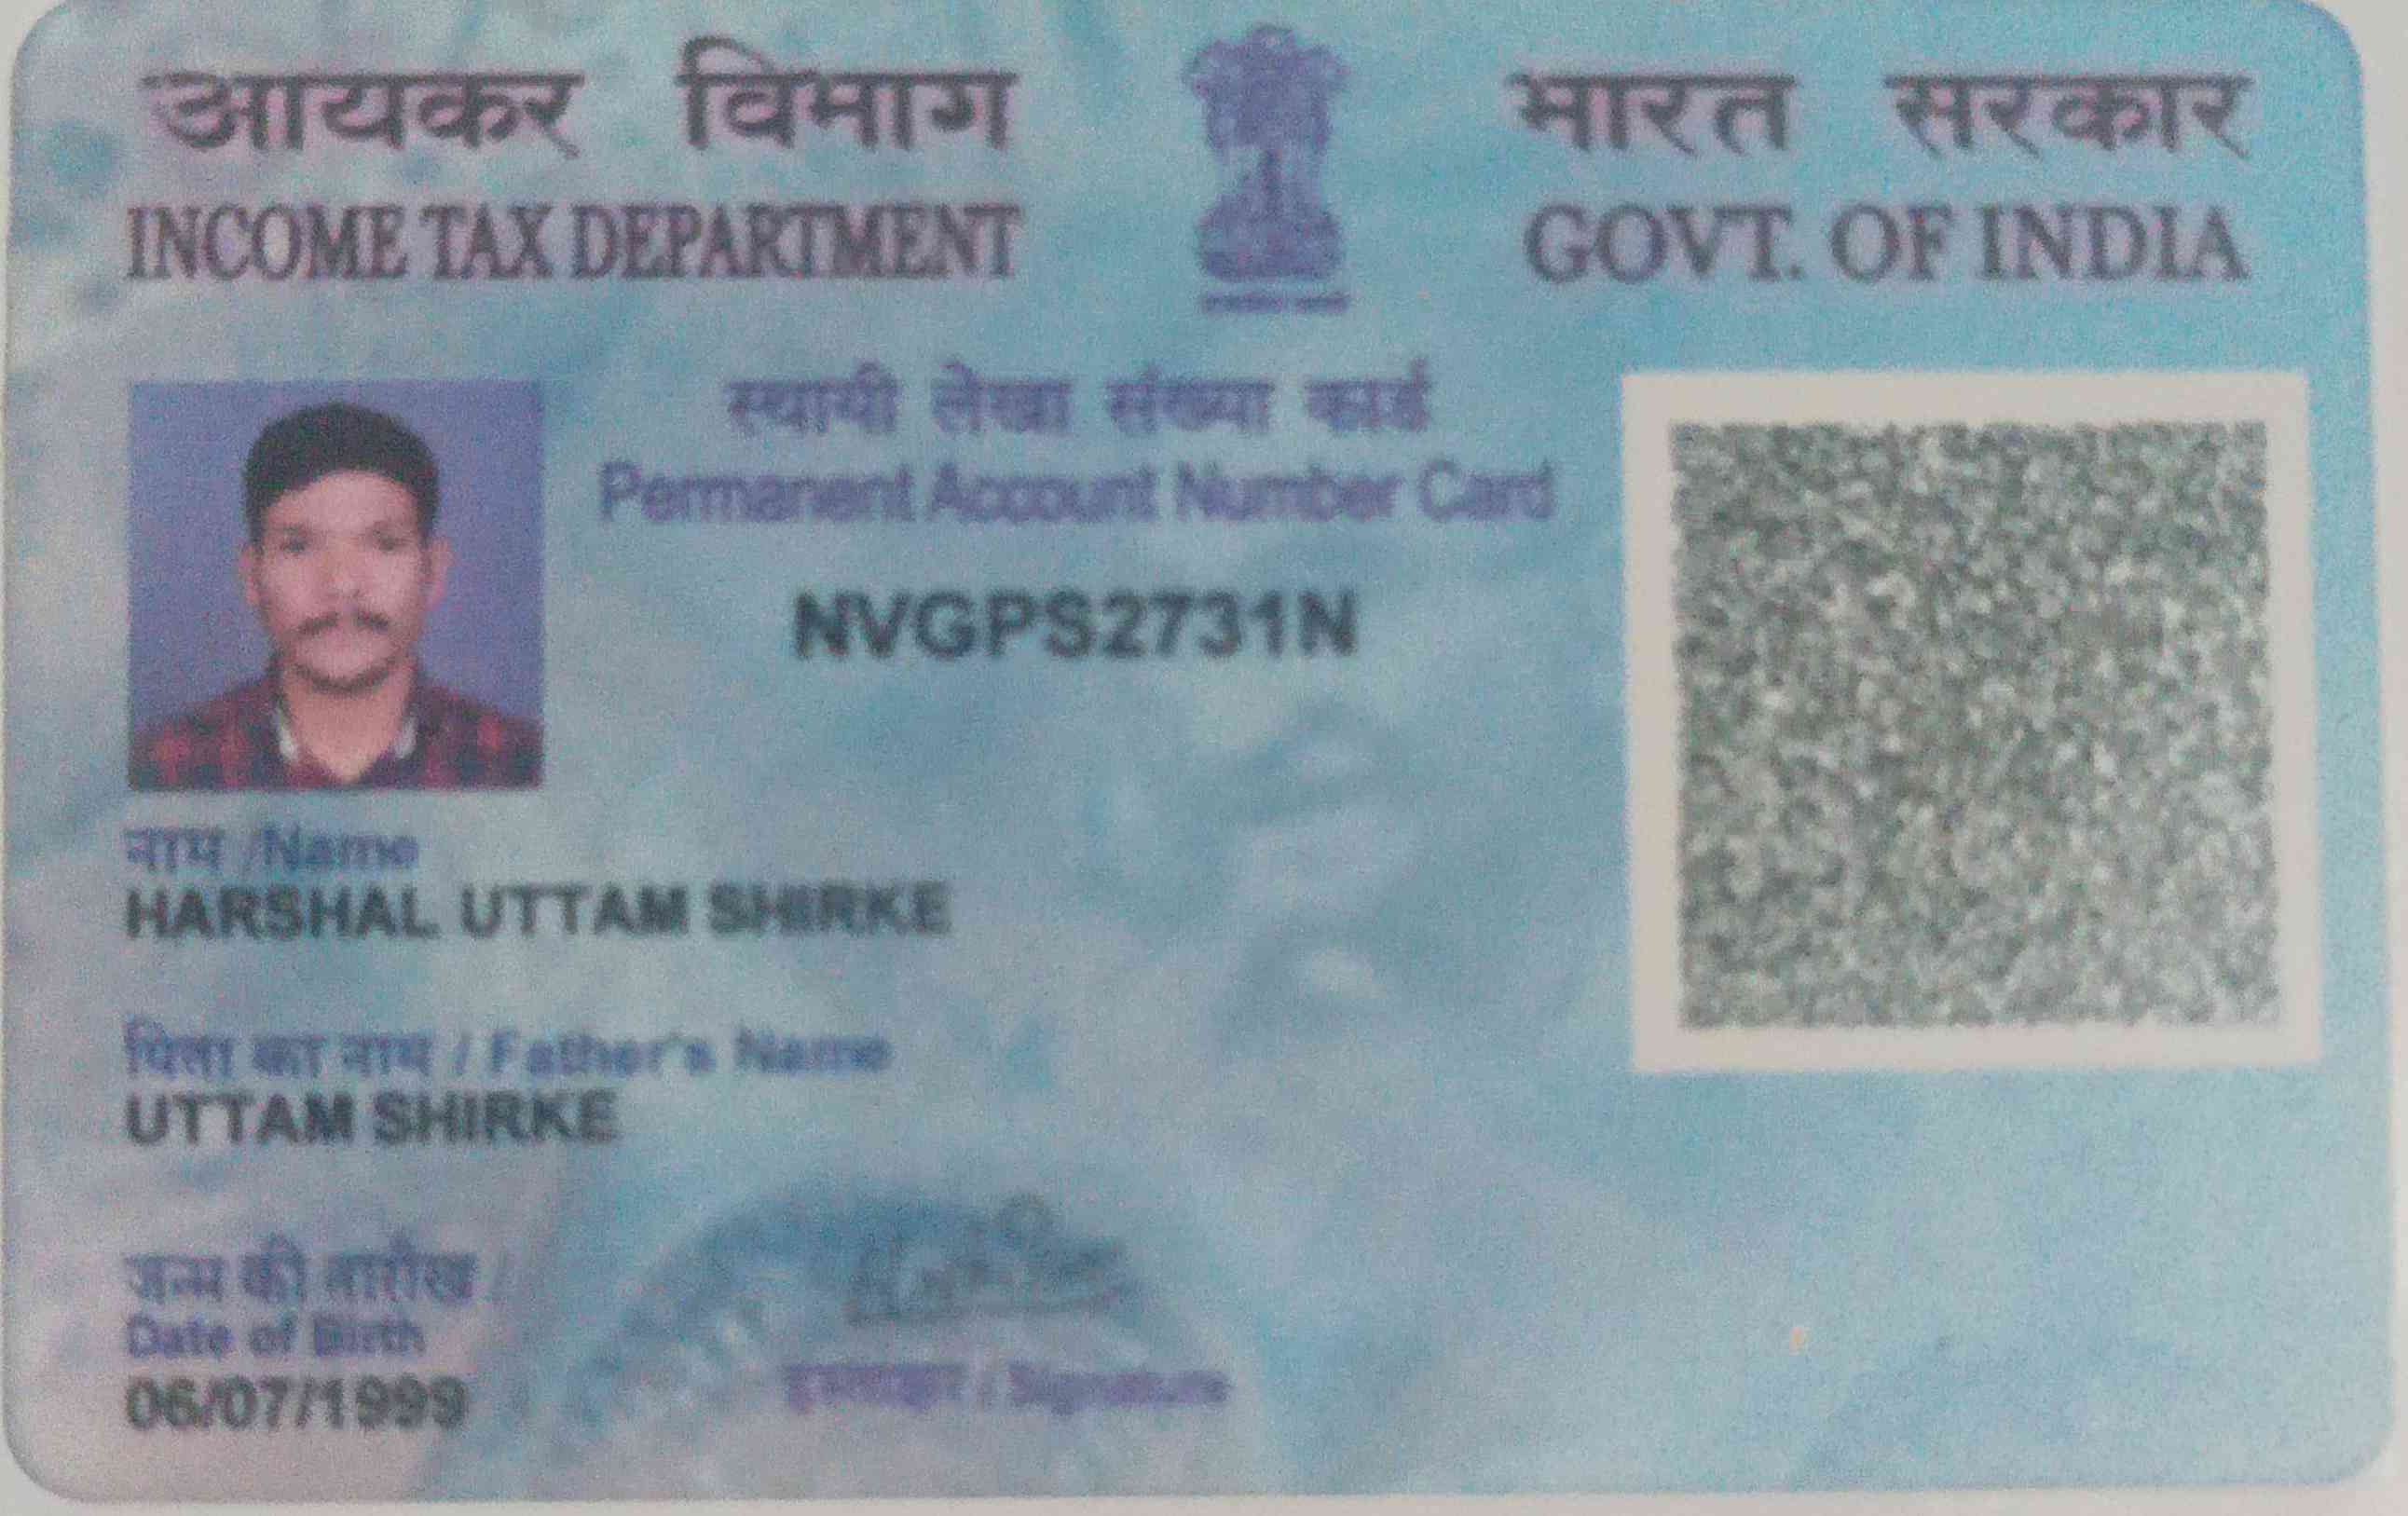 आयकर विभाग
INCOME TAX DEPARTMENT
भारत सरकार
GOVT. OF INDIA
स्थायी लेखा संख्या कार्ड
Permanent Account Number Card
NVGPS2731N
नाम /Name
HARSHAL UTTAM SHIRKE
पिता का नाम / Father's Name
UTTAM SHIRKE
जन्म की तारीख /
Date of Birth
06/07/1999
हस्ताक्षर / Signature